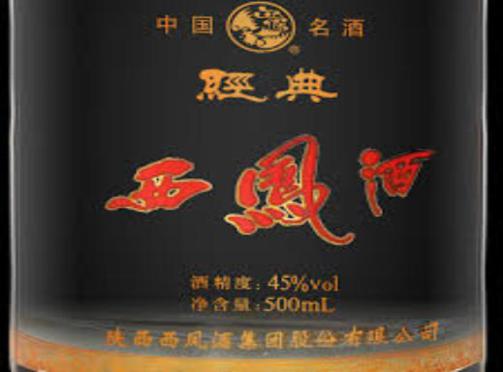 中国 名酒
經典
西鳳酒
酒精度：45%vol
净含量：500mL
陕西西凤酒集团股份有限公司